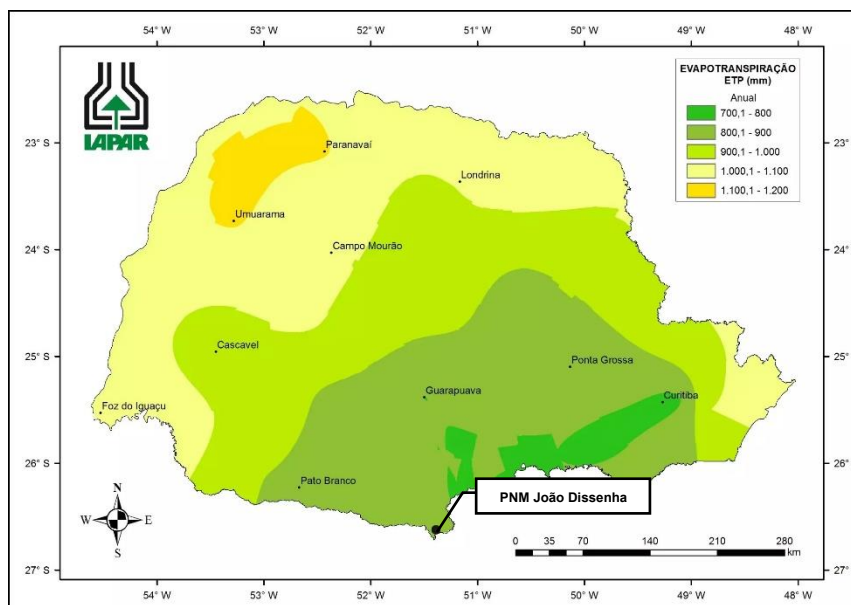 54° W 53° W 52° W 51° W 50° W 49° W 48° W
IAPAR
EVAPOTRANSPIRAÇÃO
ETP (mm)
Anual
700,1 - 800
800,1 - 900
900,1 - 1.000
1.000,1 - 1.100
1.100,1 - 1.200
23° S 23° S
Paranavaí
Londrina
Umuarama
24° S 24° S
Campo Mourão
Cascavel
25° S 25° S
Ponta Grossa
Guarapuava
Foz do Iguaçu
Curitiba
26° S 26° S
Pato Branco
PNM João Dissenha
N
W E
S
0 15 35 70 140 210 280
km
27° S 27° S
54° W 53° W 52° W 51° W 50° W 49° W 48° W